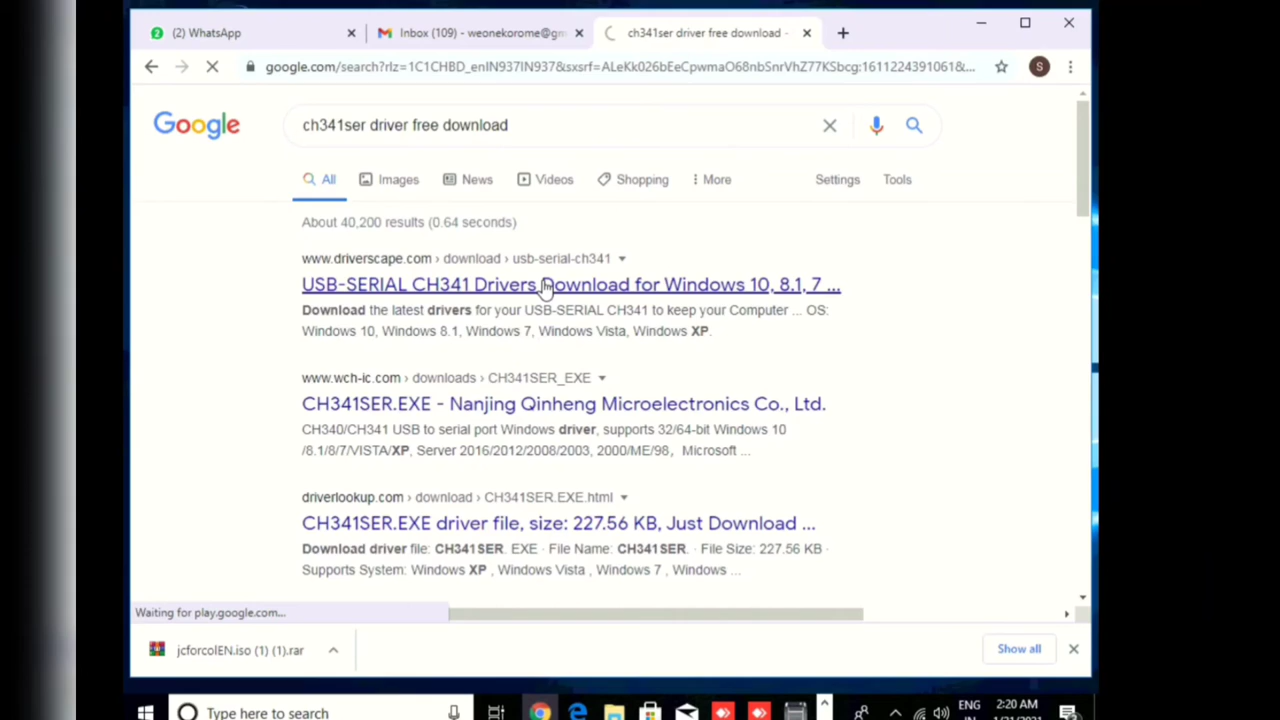 (2) WhatsApp
Inbox (109) - weonekorome@gm
ch341ser driver free download -
google.com/search?rlz=1C1CHBD_enIN937IN937&sxsrf=ALeKk026bEeCpwmaO68nbSnrVhZ77KSbcg:1611224391061&...
S
Google
ch341ser driver free download
All
Images
News
Videos
Shopping
More
Settings
Tools
About 40,200 results (0.64 seconds)
www.driverscape.com › download › usb-serial-ch341
USB-SERIAL CH341 Drivers Download for Windows 10, 8.1, 7 ...
Download the latest drivers for your USB-SERIAL CH341 to keep your Computer ... OS:
Windows 10, Windows 8.1, Windows 7, Windows Vista, Windows XP.
www.wch-ic.com › downloads › CH341SER_EXE
CH341SER.EXE - Nanjing Qinheng Microelectronics Co., Ltd.
CH340/CH341 USB to serial port Windows driver, supports 32/64-bit Windows 10
/8.1/8/7/VISTA/XP, Server 2016/2012/2008/2003, 2000/ME/98, Microsoft ...
driverlookup.com › download › CH341SER.EXE.html
CH341SER.EXE driver file, size: 227.56 KB, Just Download ...
Download driver file: CH341SER. EXE · File Name: CH341SER. · File Size: 227.56 KB ·
Supports System: Windows XP , Windows Vista , Windows 7 , Windows ...
Waiting for play.google.com...
jcforcolEN.iso (1) (1).rar
Show all
Type here to search
ENG
2:20 AM
IN
1/21/2021